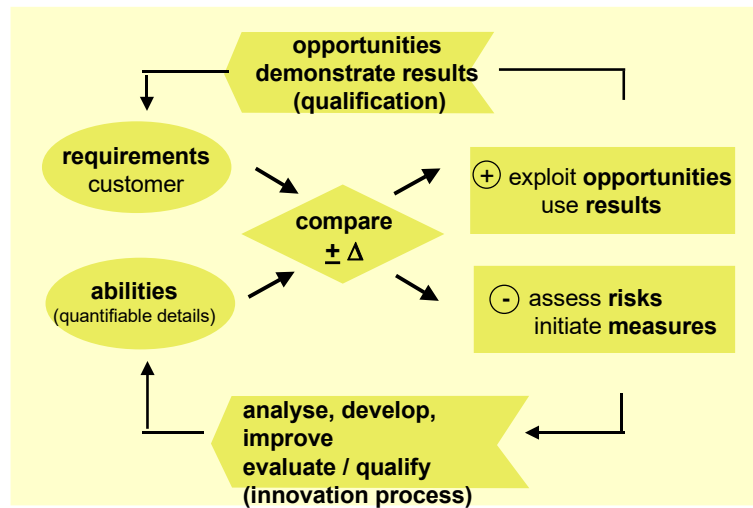 opportunities
demonstrate results
(qualification)
requirements
customer
+ exploit opportunities
use results
compare
± Δ
abilities
(quantifiable details)
- assess risks
initiate measures
analyse, develop,
improve
evaluate / qualify
(innovation process)